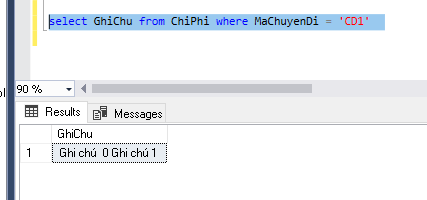 select GhiChu from ChiPhi where MaChuyenDi = 'CD1'
90 %
Results Messages
GhiChu
1 Ghi chú 0 Ghi chú 1